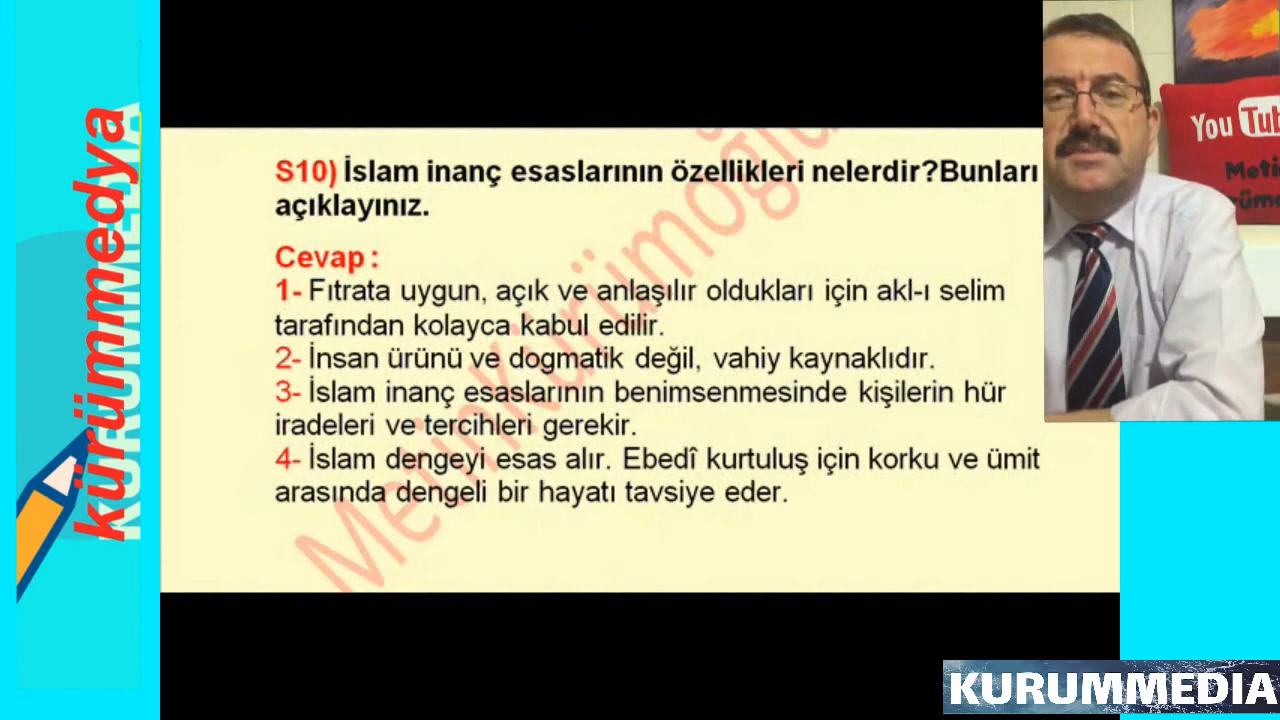 kürümmedya
KURUMMEDIA
S10) İslam inanç esaslarının özellikleri nelerdir?Bunları
açıklayınız.
Cevap :
1- Fıtrata uygun, açık ve anlaşılır oldukları için akl-ı selim
tarafından kolayca kabul edilir.
2- İnsan ürünü ve dogmatik değil, vahiy kaynaklıdır.
3- İslam inanç esaslarının benimsenmesinde kişilerin hür
iradeleri ve tercihleri gerekir.
4- İslam dengeyi esas alır. Ebedî kurtuluş için korku ve ümit
arasında dengeli bir hayatı tavsiye eder.
You Tub
Meti
KURUMMEDIA